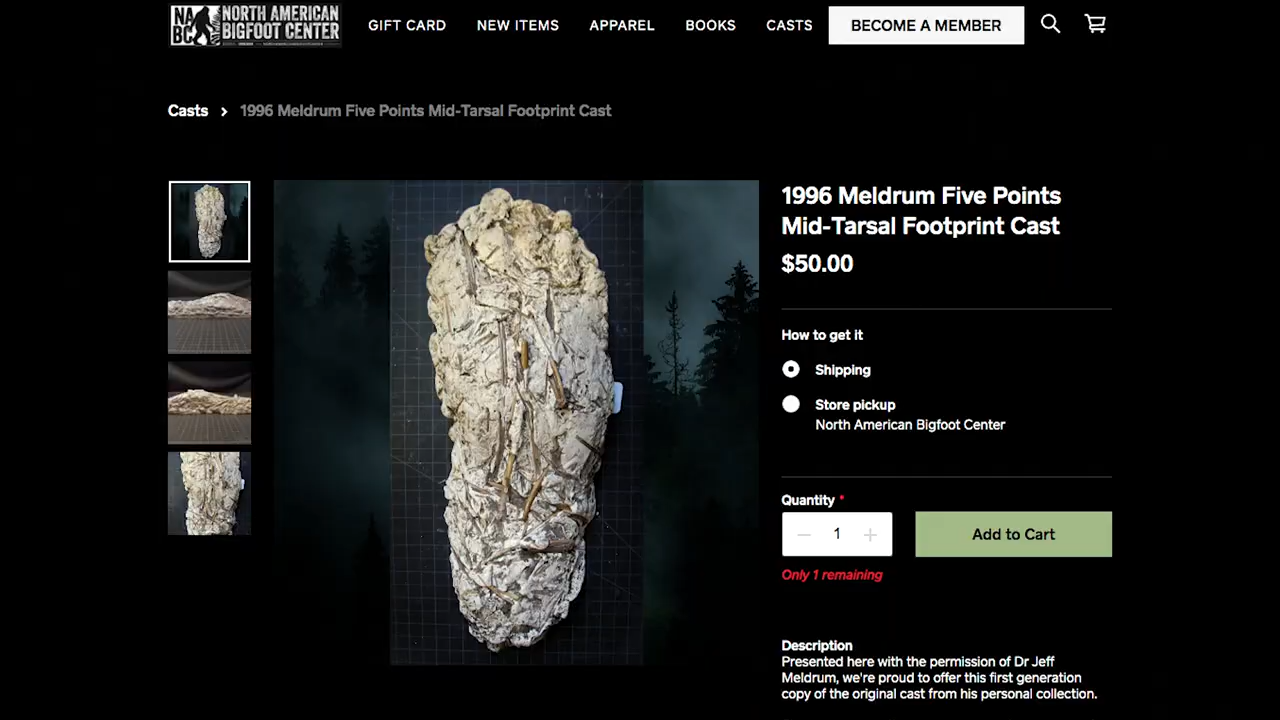 NA
BC
NORTH AMERICAN
BIGFOOT CENTER
GIFT CARD
NEW ITEMS
APPAREL
BOOKS
CASTS
BECOME A MEMBER
Casts > 1996 Meldrum Five Points Mid-Tarsal Footprint Cast
1996 Meldrum Five Points
Mid-Tarsal Footprint Cast
$50.00
How to get it
Shipping
Store pickup
North American Bigfoot Center
Quantity *
− 1 +
Add to Cart
Only 1 remaining
Description
Presented here with the permission of Dr Jeff
Meldrum, we're proud to offer this first generation
copy of the original cast from his personal collection.